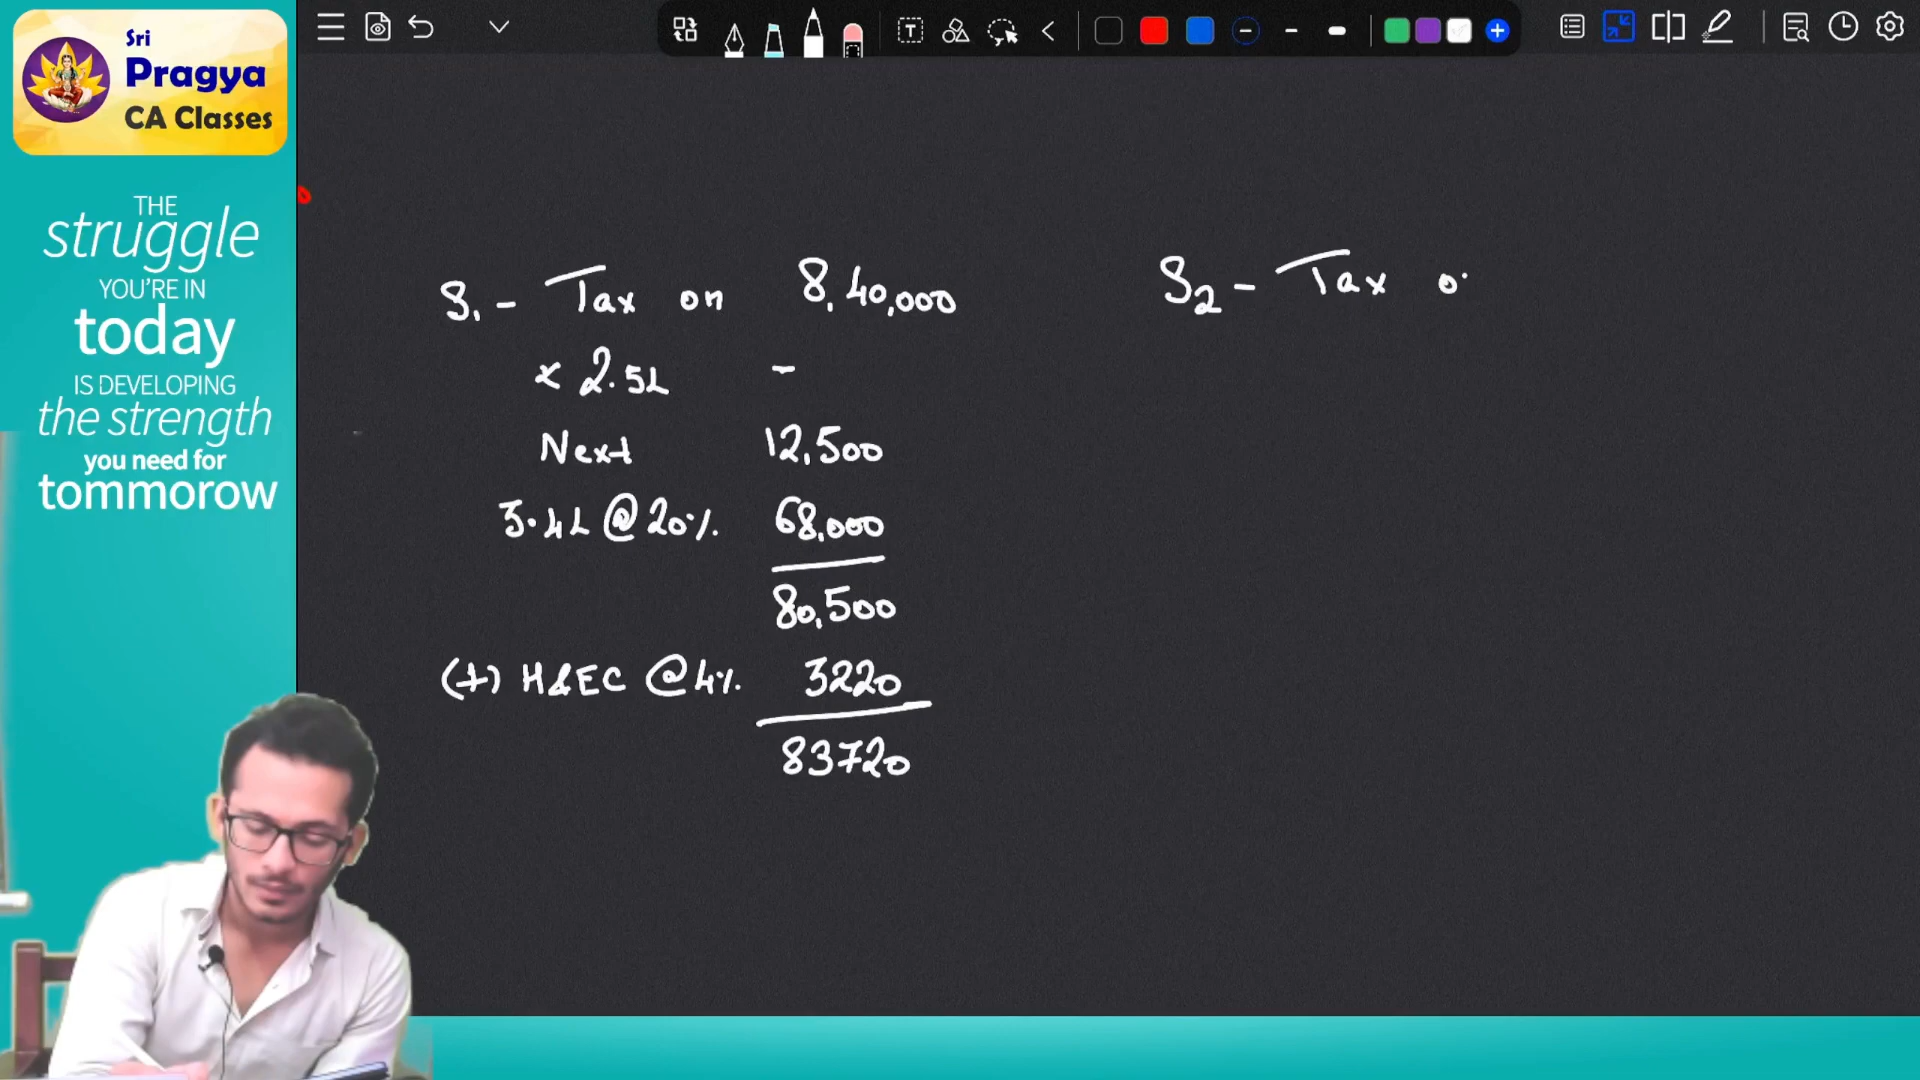 Sri
Pragya
CA Classes
THE
struggle
YOU'RE IN
today
IS DEVELOPING
the strength
you need for
tommorow
S1 - Tax on 8,40,000
< 2.5L -
Next 12,500
3.4L @ 20%. 68,000
80,500
(+) H&EC @ 4%. 3220
83720
S2 - Tax o